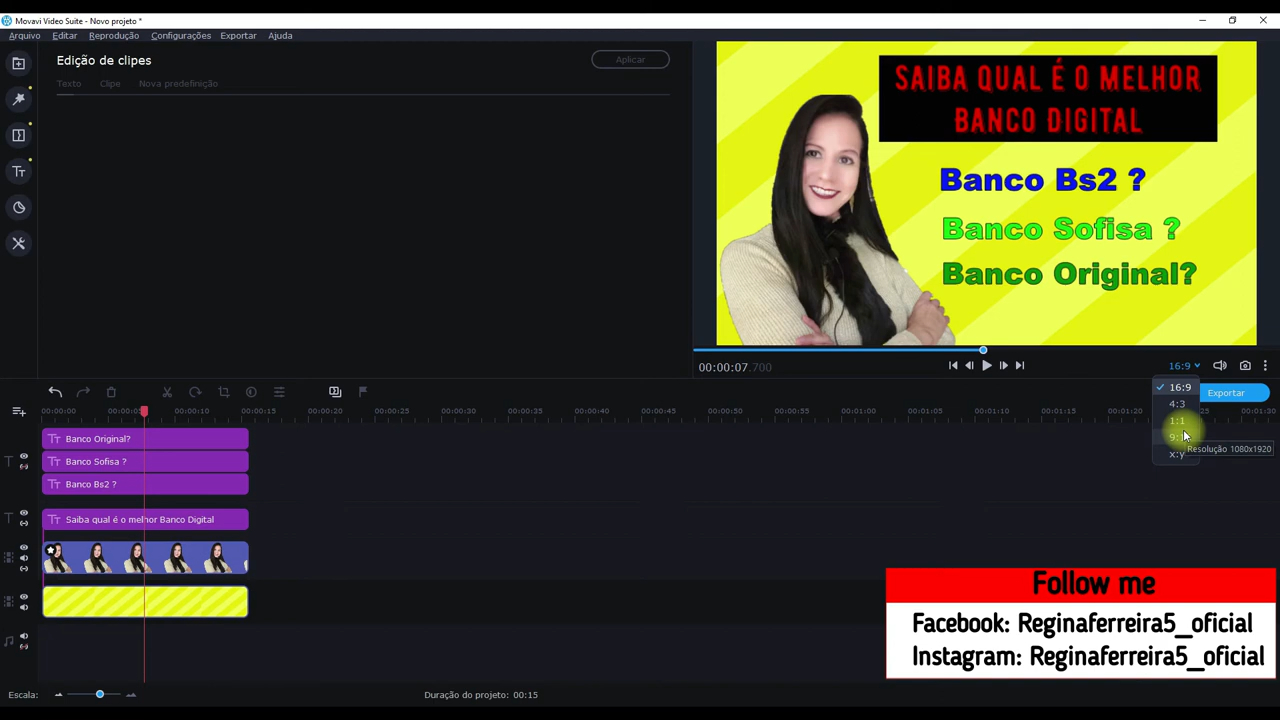 Movavi Video Suite - Novo projeto *
Arquivo Editar Reprodução Configurações Exportar Ajuda
Edição de clipes
Aplicar
Texto Clipe Nova predefinição
SAIBA QUAL É O MELHOR
BANCO DIGITAL
Banco Bs2 ?
Banco Sofisa ?
Banco Original?
00:00:07.700
16:9
16:9
4:3
1:1
x:y
Resolução 1080x1920
Exportar
00:00:00 00:00:05 00:00:10 00:00:15 00:00:20 00:00:25 00:00:30 00:00:35 00:00:40 00:00:45 00:00:50 00:00:55 00:01:00 00:01:05 00:01:10 00:01:15 00:01:20 00:01:30
Banco Original?
Banco Sofisa ?
Banco Bs2 ?
Saiba qual é o melhor Banco Digital
Follow me
Facebook: Reginaferreira5_oficial
Instagram: Reginaferreira5_oficial
Escala:
Duração do projeto: 00:15